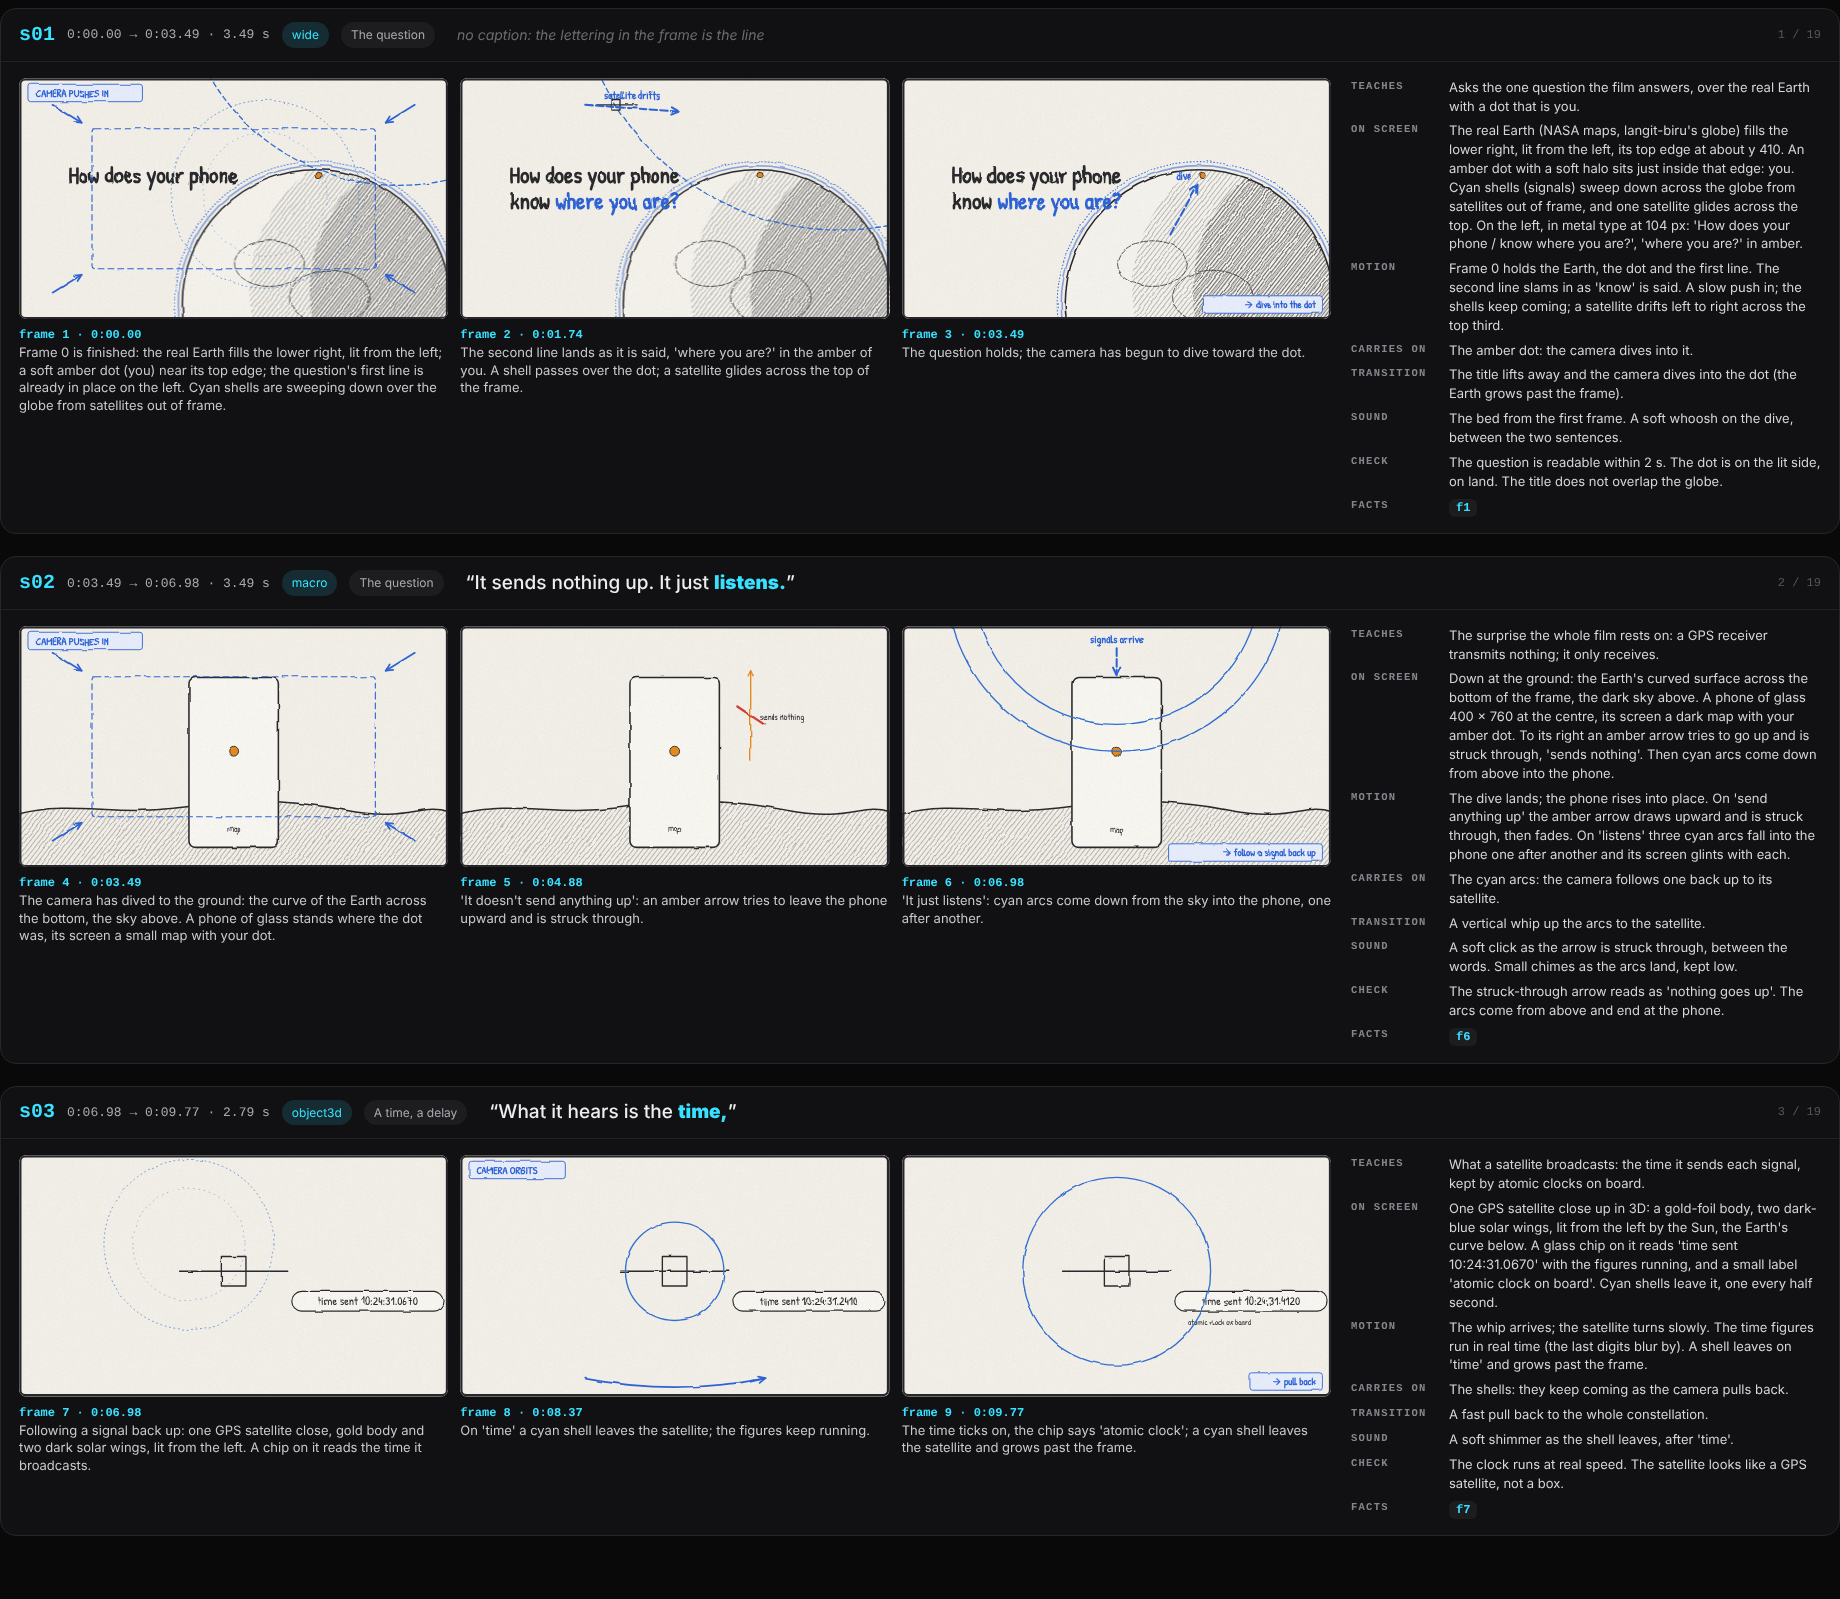 s01 0:00.00 → 0:03.49 · 3.49 s wide The question no caption: the lettering in the frame is the line 1 / 19
CAMERA PUSHES IN
How does your phone
satellite drifts
How does your phone
know where you are?
How does your phone
know where you are?
dive
→ dive into the dot
frame 1 · 0:00.00
Frame 0 is finished: the real Earth fills the lower right, lit from the left;
a soft amber dot (you) near its top edge; the question's first line is
already in place on the left. Cyan shells are sweeping down over the
globe from satellites out of frame.
frame 2 · 0:01.74
The second line lands as it is said, 'where you are?' in the amber of
you. A shell passes over the dot; a satellite glides across the top of
the frame.
frame 3 · 0:03.49
The question holds; the camera has begun to dive toward the dot.
TEACHES
Asks the one question the film answers, over the real Earth
with a dot that is you.
ON SCREEN
The real Earth (NASA maps, langit-biru's globe) fills the
lower right, lit from the left, its top edge at about y 410. An
amber dot with a soft halo sits just inside that edge: you.
Cyan shells (signals) sweep down across the globe from
satellites out of frame, and one satellite glides across the
top. On the left, in metal type at 104 px: 'How does your
phone / know where you are?', 'where you are?' in amber.
MOTION
Frame 0 holds the Earth, the dot and the first line. The
second line slams in as 'know' is said. A slow push in; the
shells keep coming; a satellite drifts left to right across the
top third.
CARRIES ON
The amber dot: the camera dives into it.
TRANSITION
The title lifts away and the camera dives into the dot (the
Earth grows past the frame).
SOUND
The bed from the first frame. A soft whoosh on the dive,
between the two sentences.
CHECK
The question is readable within 2 s. The dot is on the lit side,
on land. The title does not overlap the globe.
FACTS
f1
s02 0:03.49 → 0:06.98 · 3.49 s macro The question “It sends nothing up. It just listens.” 2 / 19
CAMERA PUSHES IN
map
sends nothing
map
signals arrive
map
→ follow a signal back up
frame 4 · 0:03.49
The camera has dived to the ground: the curve of the Earth across
the bottom, the sky above. A phone of glass stands where the dot
was, its screen a small map with your dot.
frame 5 · 0:04.88
'It doesn't send anything up': an amber arrow tries to leave the phone
upward and is struck through.
frame 6 · 0:06.98
'It just listens': cyan arcs come down from the sky into the phone, one
after another.
TEACHES
The surprise the whole film rests on: a GPS receiver
transmits nothing; it only receives.
ON SCREEN
Down at the ground: the Earth's curved surface across the
bottom of the frame, the dark sky above. A phone of glass
400 × 760 at the centre, its screen a dark map with your
amber dot. To its right an amber arrow tries to go up and is
struck through, 'sends nothing'. Then cyan arcs come down
from above into the phone.
MOTION
The dive lands; the phone rises into place. On 'send
anything up' the amber arrow draws upward and is struck
through, then fades. On 'listens' three cyan arcs fall into the
phone one after another and its screen glints with each.
CARRIES ON
The cyan arcs: the camera follows one back up to its
satellite.
TRANSITION
A vertical whip up the arcs to the satellite.
SOUND
A soft click as the arrow is struck through, between the
words. Small chimes as the arcs land, kept low.
CHECK
The struck-through arrow reads as 'nothing goes up'. The
arcs come from above and end at the phone.
FACTS
f6
s03 0:06.98 → 0:09.77 · 2.79 s object3d A time, a delay “What it hears is the time,” 3 / 19
time sent 10:24:31.0670
CAMERA ORBITS
time sent 10:24:31.2410
time sent 10:24:31.4120
atomic clock on board
→ pull back
frame 7 · 0:06.98
Following a signal back up: one GPS satellite close, gold body and
two dark solar wings, lit from the left. A chip on it reads the time it
broadcasts.
frame 8 · 0:08.37
On 'time' a cyan shell leaves the satellite; the figures keep running.
frame 9 · 0:09.77
The time ticks on, the chip says 'atomic clock'; a cyan shell leaves
the satellite and grows past the frame.
TEACHES
What a satellite broadcasts: the time it sends each signal,
kept by atomic clocks on board.
ON SCREEN
One GPS satellite close up in 3D: a gold-foil body, two dark-
blue solar wings, lit from the left by the Sun, the Earth's
curve below. A glass chip on it reads 'time sent
10:24:31.0670' with the figures running, and a small label
'atomic clock on board'. Cyan shells leave it, one every half
second.
MOTION
The whip arrives; the satellite turns slowly. The time figures
run in real time (the last digits blur by). A shell leaves on
'time' and grows past the frame.
CARRIES ON
The shells: they keep coming as the camera pulls back.
TRANSITION
A fast pull back to the whole constellation.
SOUND
A soft shimmer as the shell leaves, after 'time'.
CHECK
The clock runs at real speed. The satellite looks like a GPS
satellite, not a box.
FACTS
f7